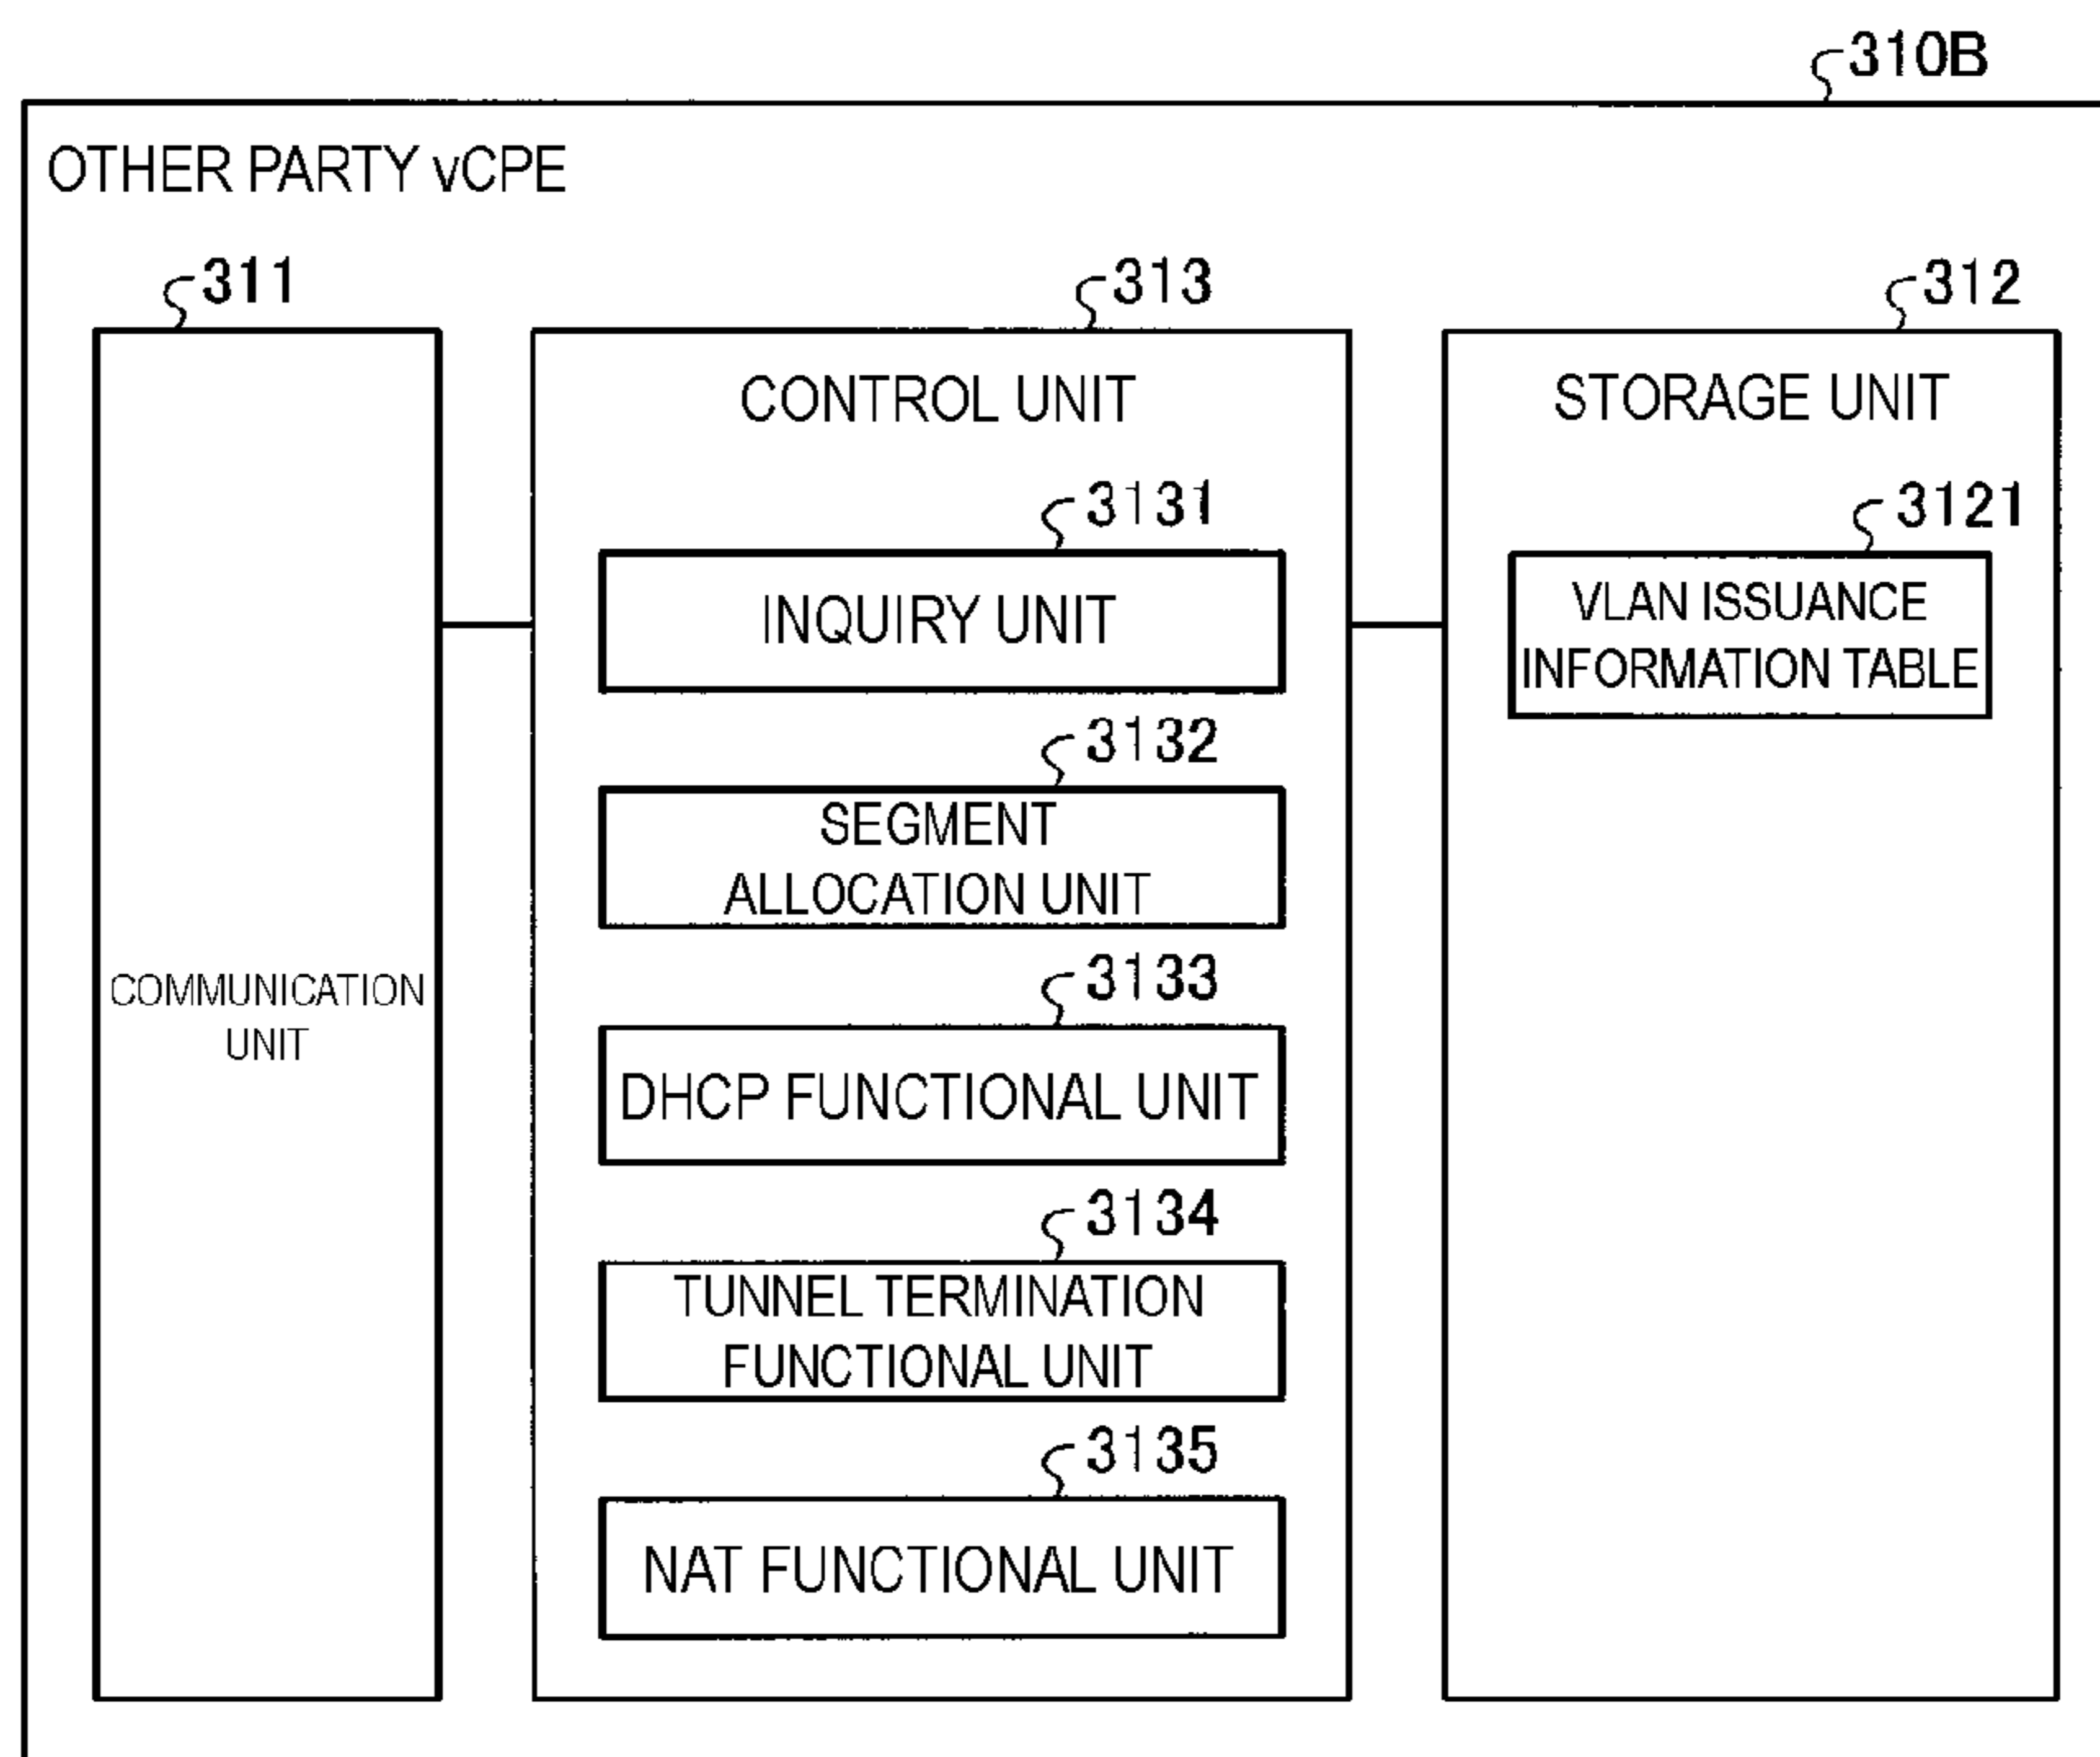 310B
OTHER PARTY vCPE
311
313
312
COMMUNICATION
UNIT
CONTROL UNIT
3131
INQUIRY UNIT
3132
SEGMENT
ALLOCATION UNIT
3133
DHCP FUNCTIONAL UNIT
3134
TUNNEL TERMINATION
FUNCTIONAL UNIT
3135
NAT FUNCTIONAL UNIT
STORAGE UNIT
3121
VLAN ISSUANCE
INFORMATION TABLE